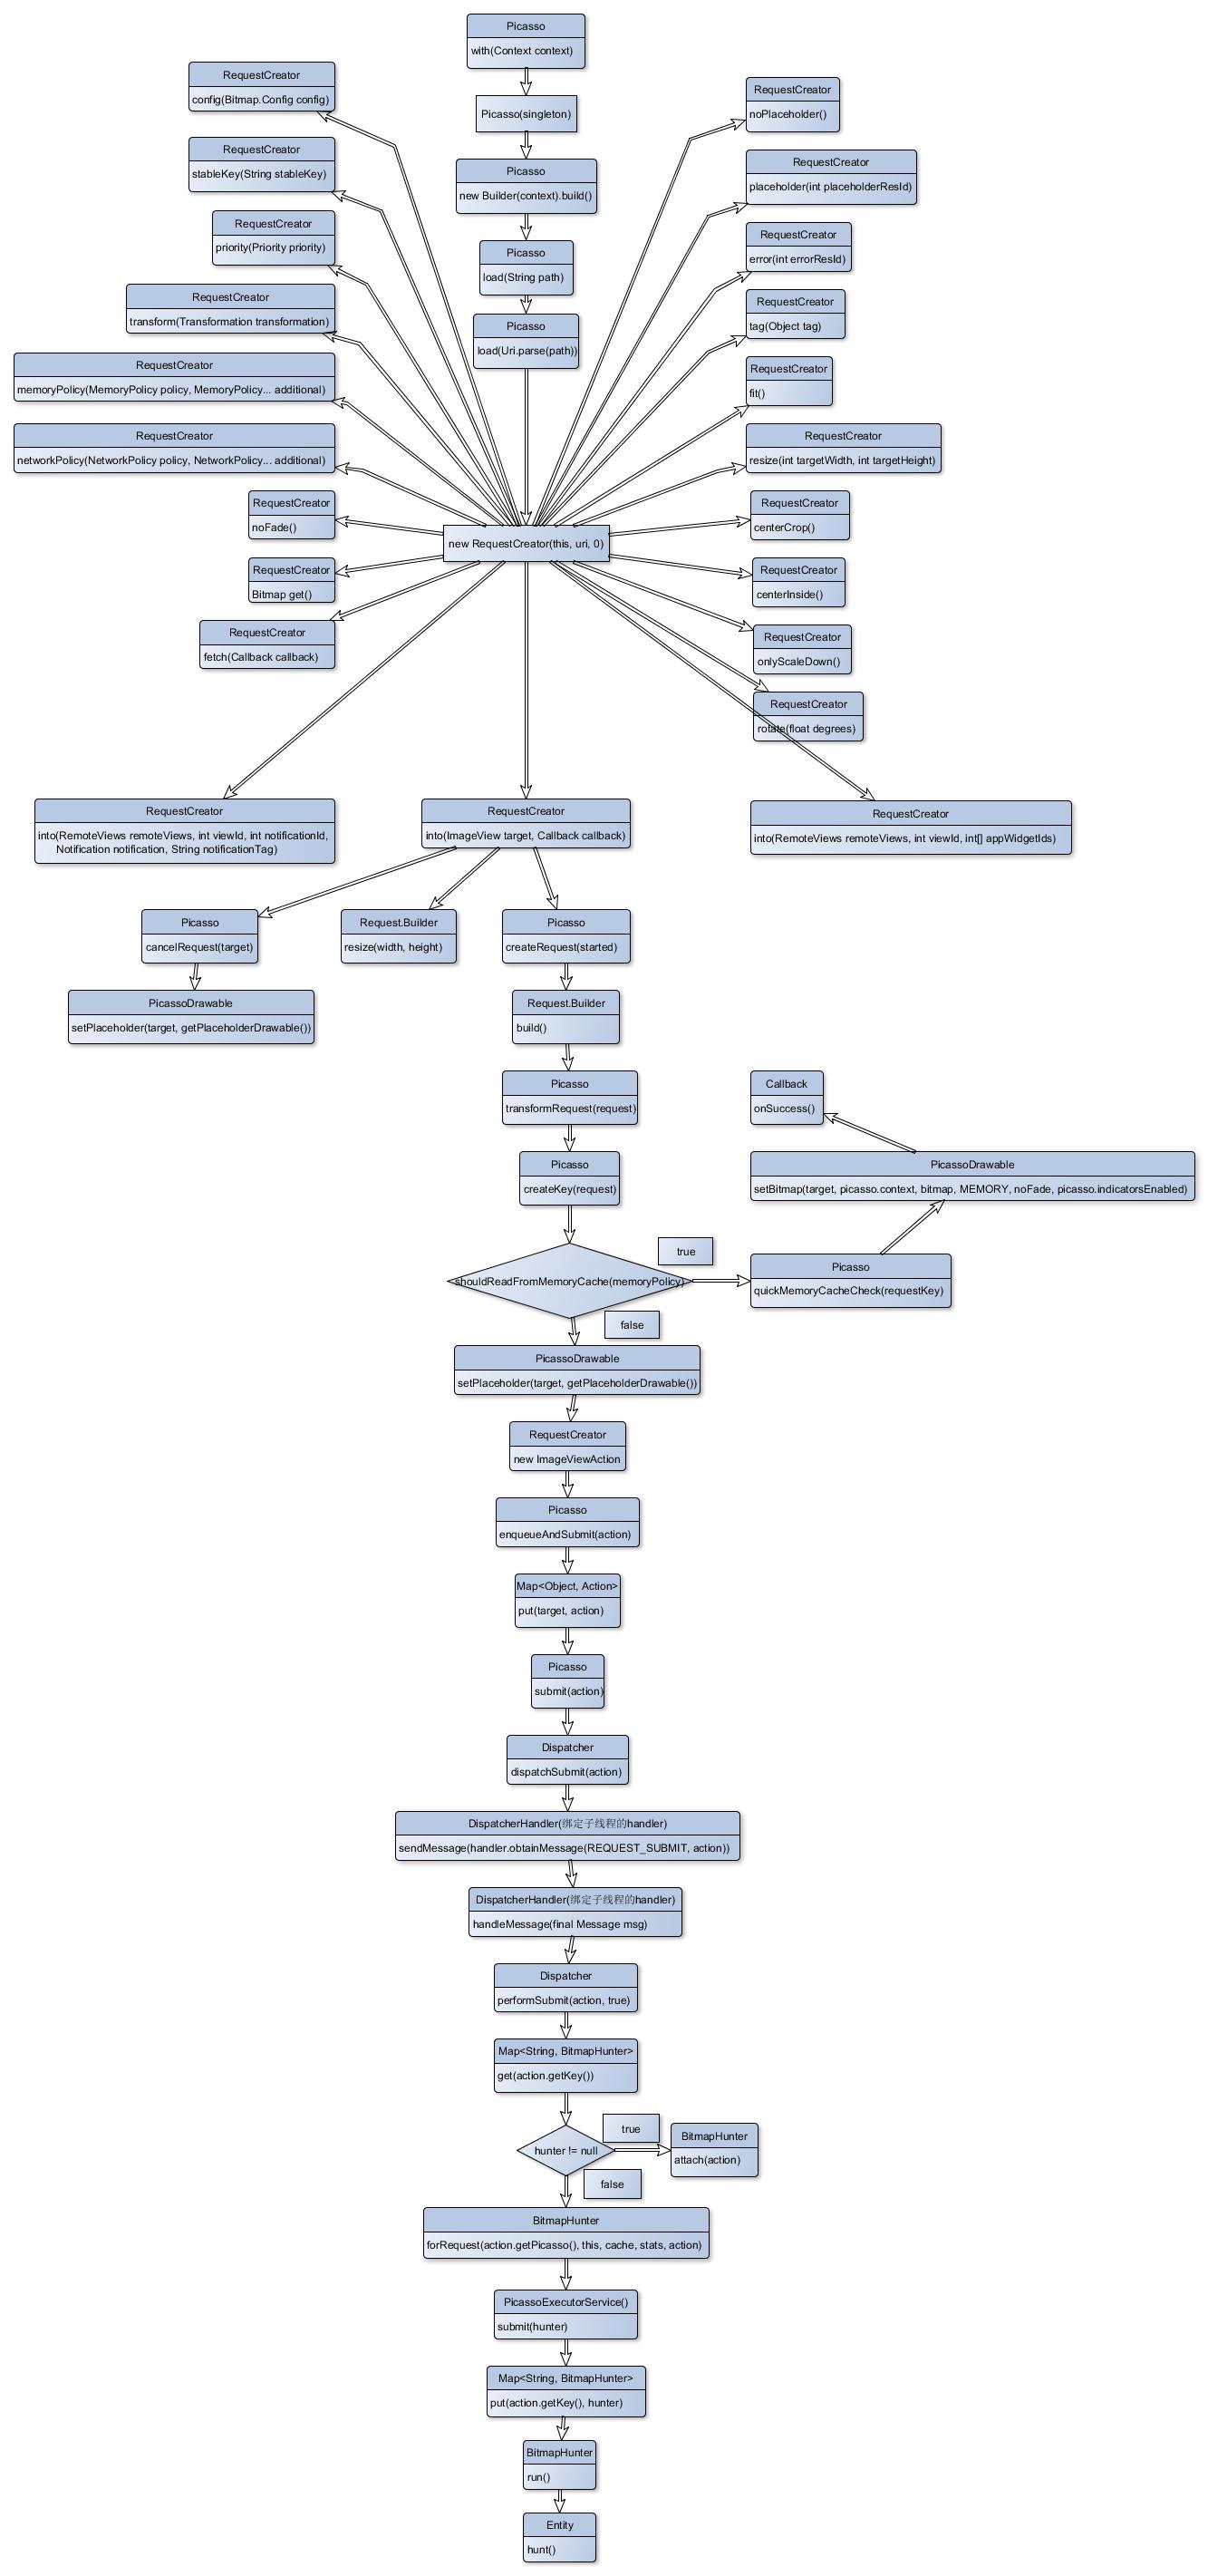 Picasso
with(Context context)
Picasso(singleton)
Picasso
new Builder(context).build()
Picasso
load(String path)
Picasso
load(Uri.parse(path))
RequestCreator
config(Bitmap.Config config)
RequestCreator
stableKey(String stableKey)
RequestCreator
priority(Priority priority)
RequestCreator
transform(Transformation transformation)
RequestCreator
memoryPolicy(MemoryPolicy policy, MemoryPolicy... additional)
RequestCreator
networkPolicy(NetworkPolicy policy, NetworkPolicy... additional)
RequestCreator
noFade()
RequestCreator
Bitmap get()
RequestCreator
fetch(Callback callback)
RequestCreator
noPlaceholder()
RequestCreator
placeholder(int placeholderResId)
RequestCreator
error(int errorResId)
RequestCreator
tag(Object tag)
RequestCreator
fit()
RequestCreator
resize(int targetWidth, int targetHeight)
RequestCreator
centerCrop()
RequestCreator
centerInside()
RequestCreator
onlyScaleDown()
RequestCreator
rotate(float degrees)
new RequestCreator(this, uri, 0)
RequestCreator
into(RemoteViews remoteViews, int viewId, int notificationId,
Notification notification, String notificationTag)
RequestCreator
into(ImageView target, Callback callback)
RequestCreator
into(RemoteViews remoteViews, int viewId, int[] appWidgetIds)
Picasso
cancelRequest(target)
Request.Builder
resize(width, height)
Picasso
createRequest(started)
PicassoDrawable
setPlaceholder(target, getPlaceholderDrawable())
Request.Builder
build()
Picasso
transformRequest(request)
Callback
onSuccess()
Picasso
createKey(request)
PicassoDrawable
setBitmap(target, picasso.context, bitmap, MEMORY, noFade, picasso.indicatorsEnabled)
true
shouldReadFromMemoryCache(memoryPolicy)
Picasso
quickMemoryCacheCheck(requestKey)
false
PicassoDrawable
setPlaceholder(target, getPlaceholderDrawable())
RequestCreator
new ImageViewAction
Picasso
enqueueAndSubmit(action)
Map<Object, Action>
put(target, action)
Picasso
submit(action)
Dispatcher
dispatchSubmit(action)
DispatcherHandler(绑定子线程的handler)
sendMessage(handler.obtainMessage(REQUEST_SUBMIT, action))
DispatcherHandler(绑定子线程的handler)
handleMessage(final Message msg)
Dispatcher
performSubmit(action, true)
Map<String, BitmapHunter>
get(action.getKey())
true
hunter != null
BitmapHunter
attach(action)
false
BitmapHunter
forRequest(action.getPicasso(), this, cache, stats, action)
PicassoExecutorService()
submit(hunter)
Map<String, BitmapHunter>
put(action.getKey(), hunter)
BitmapHunter
run()
Entity
hunt()